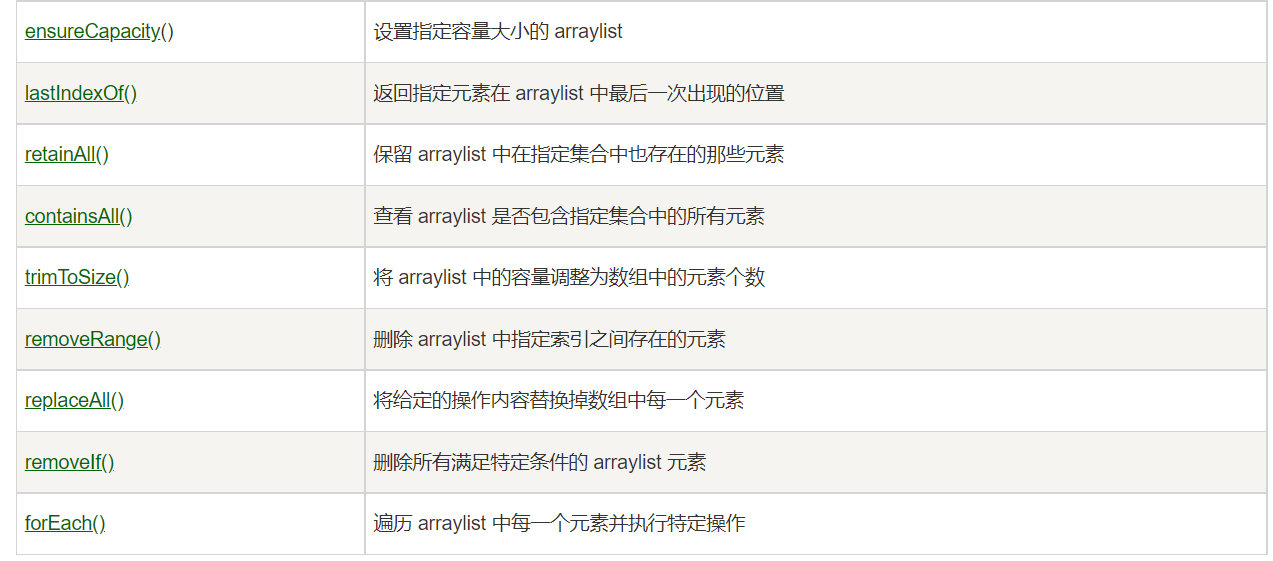 ensureCapacity() 设置指定容量大小的 arraylist
lastIndexOf() 返回指定元素在 arraylist 中最后一次出现的位置
retainAll() 保留 arraylist 中在指定集合中也存在的那些元素
containsAll() 查看 arraylist 是否包含指定集合中的所有元素
trimToSize() 将 arraylist 中的容量调整为数组中的元素个数
removeRange() 删除 arraylist 中指定索引之间存在的元素
replaceAll() 将给定的操作内容替换掉数组中每一个元素
removeIf() 删除所有满足特定条件的 arraylist 元素
forEach() 遍历 arraylist 中每一个元素并执行特定操作